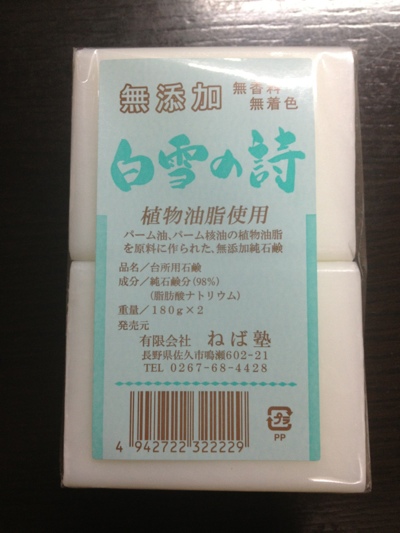 無添加 無香料
無着色
白雪の詩
植物油脂使用
パーム油、パーム核油の植物油脂
を原料に作られた、無添加純石鹸
品名／台所用石鹸
成分／純石鹸分(98%)
(脂肪酸ナトリウム)
重量／180g×2
発売元
有限会社 ねば塾
長野県佐久市鳴瀬602-21
TEL 0267-68-4428
4 942722 322229
プラ
PP